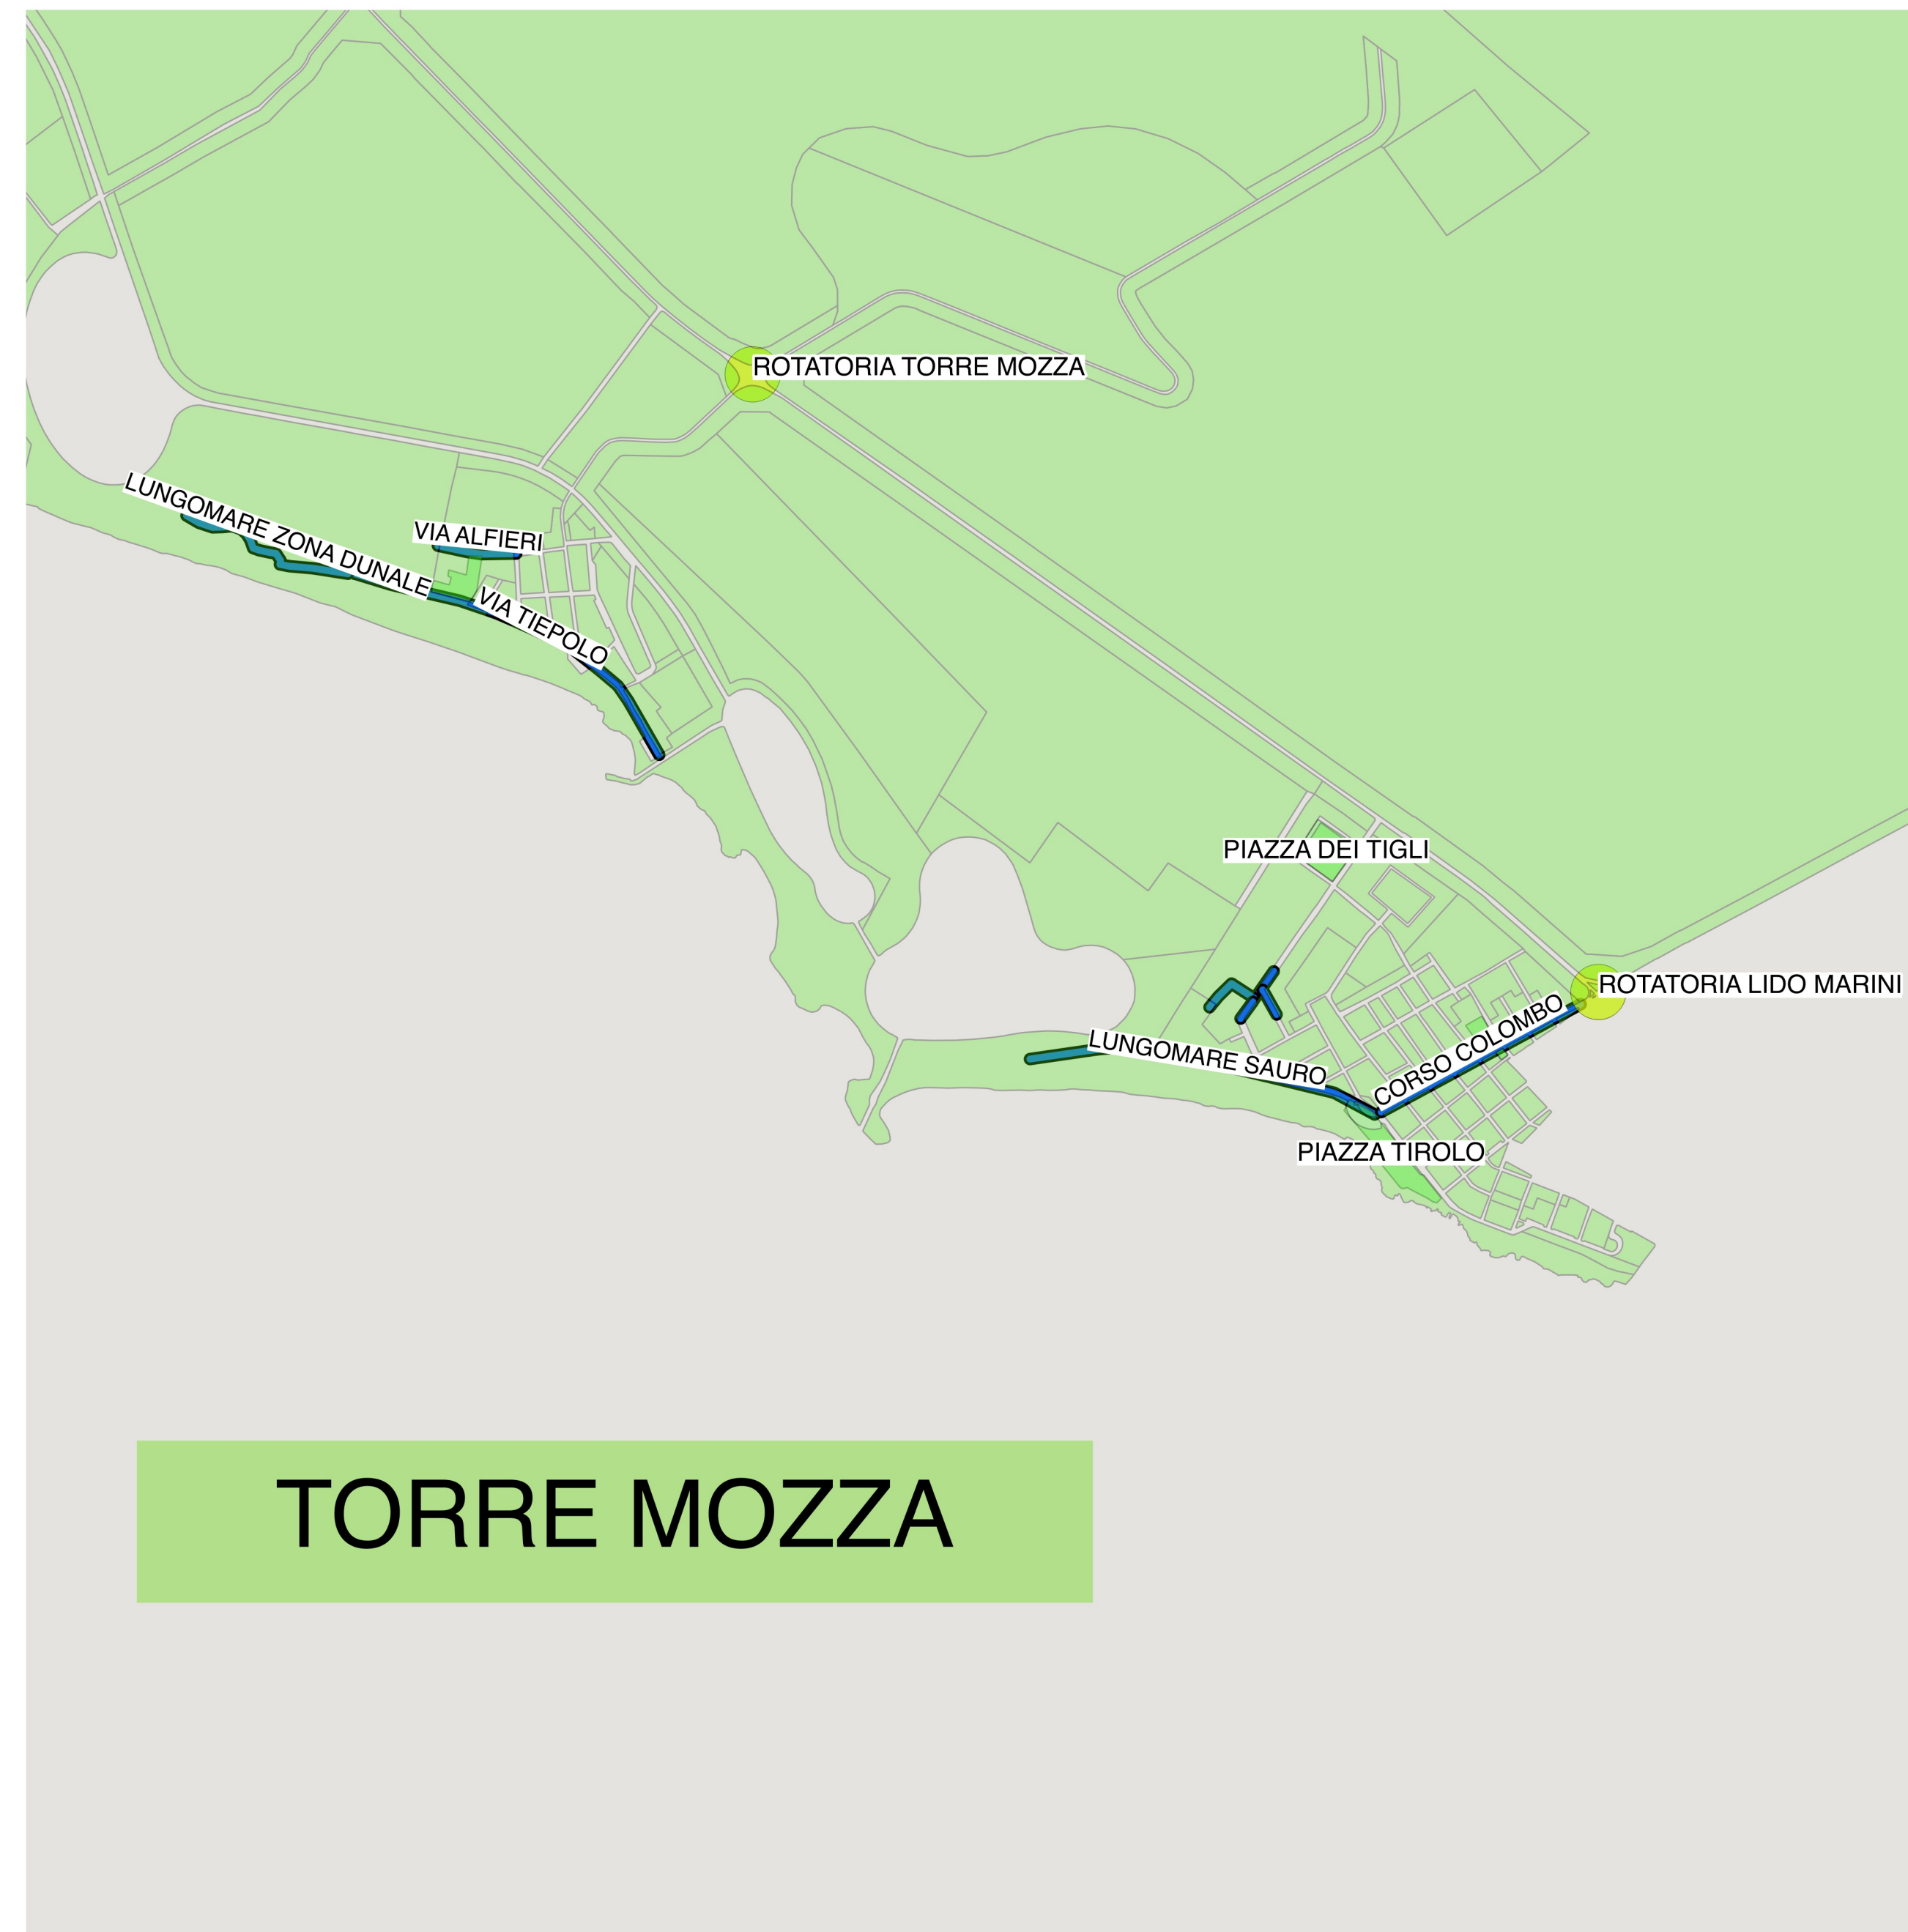 ROTATORIA TORRE MOZZA
LUNGOMARE ZONA DUNALE
VIA ALFIERI
VIA TIEPOLO
PIAZZA DEI TIGLI
ROTATORIA LIDO MARINI
CORSO COLOMBO
LUNGOMARE SAURO
PIAZZA TIROLO
TORRE MOZZA